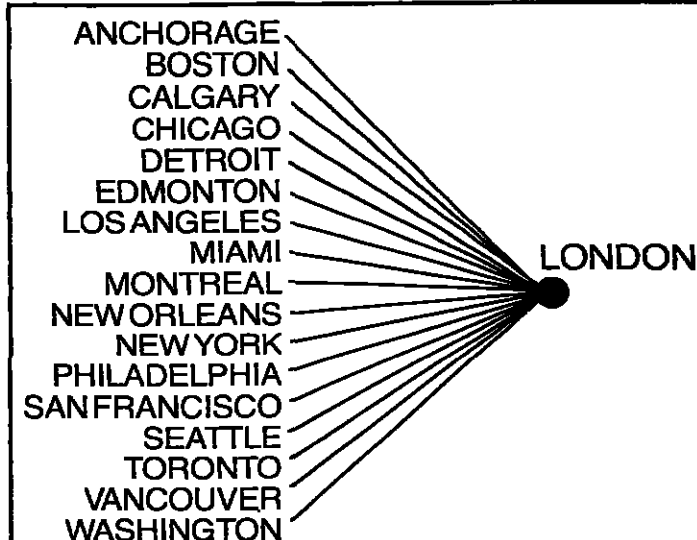 ANCHORAGE
BOSTON
CALGARY
CHICAGO
DETROIT
EDMONTON
LOS ANGELES
MIAMI
LONDON
MONTREAL
NEW ORLEANS
NEW YORK
PHILADELPHIA
SAN FRANCISCO
SEATTLE
TORONTO
VANCOUVER
WASHINGTON